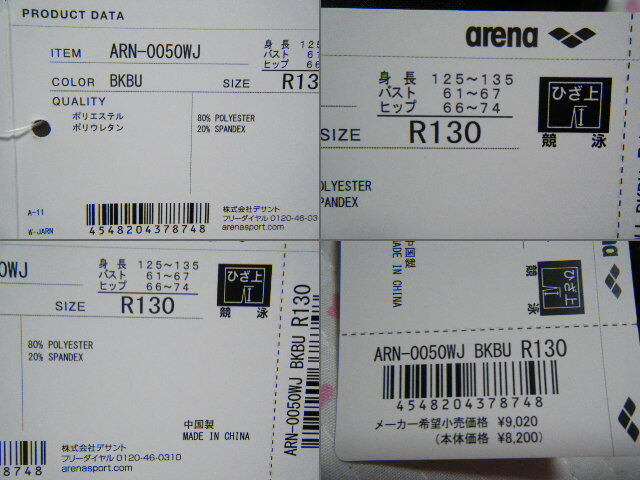 PRODUCT DATA
ITEM ARN-0050WJ
身長
バスト
ヒップ
COLOR BKBU SIZE R13
QUALITY
ポリエステル 80% POLYESTER
ポリウレタン 20% SPANDEX
A-11
W-JARN
4548204378748
株式会社デサント
フリーダイヤル 0120-46-03
arenasport.com
arena
身長 125~135
バスト 61~67
ヒップ 66~74
ひざ上
競泳
SIZE R130
POLYESTER
SPANDEX
0WJ
身長 125~135
バスト 61~67
ヒップ 66~74
ひざ上
競泳
SIZE R130
80% POLYESTER
20% SPANDEX
中国製
MADE IN CHINA
株式会社デサント
フリーダイヤル 0120-46-0310
arenasport.com
78748
ARN-0050WJ BKBU R130
中国製
MADE IN CHINA
ひざ上
競泳
ARN-0050WJ BKBU R130
4548204378748
メーカー希望小売価格 ¥9,020
(本体価格 ¥8,200)